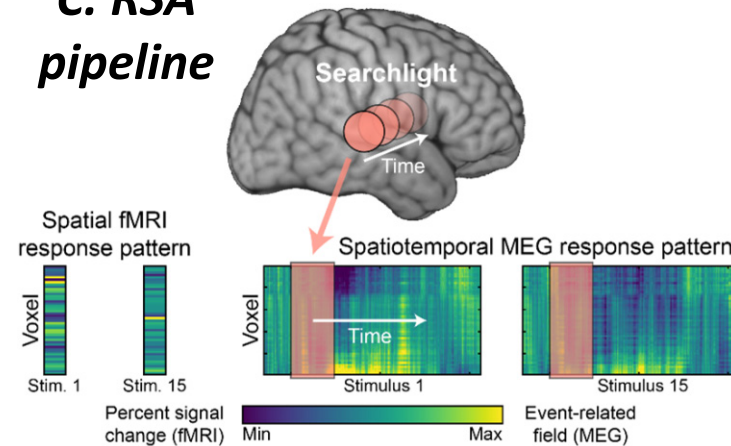 C. RSA
pipeline
Searchlight
Time
Spatial fMRI
response pattern
Spatiotemporal MEG response pattern
Voxel
Voxel
Time
Stim. 1
Stim. 15
Stimulus 1
Stimulus 15
Percent signal
change (fMRI)
Min
Max
Event-related
field (MEG)